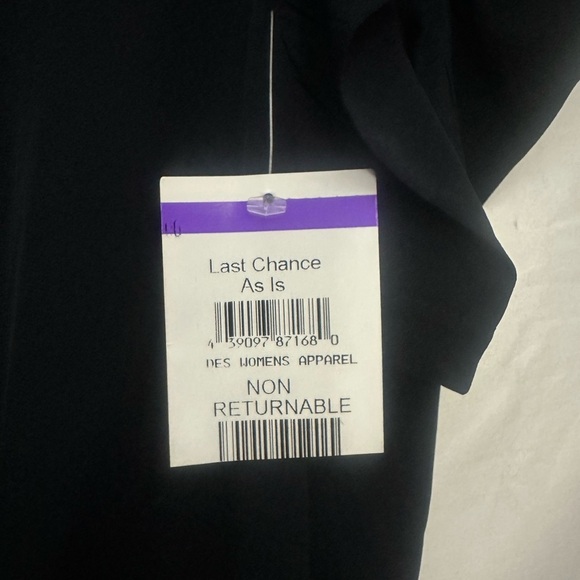 Last Chance
As Is
4 39097 87168 0
DES WOMENS APPAREL
NON
RETURNABLE